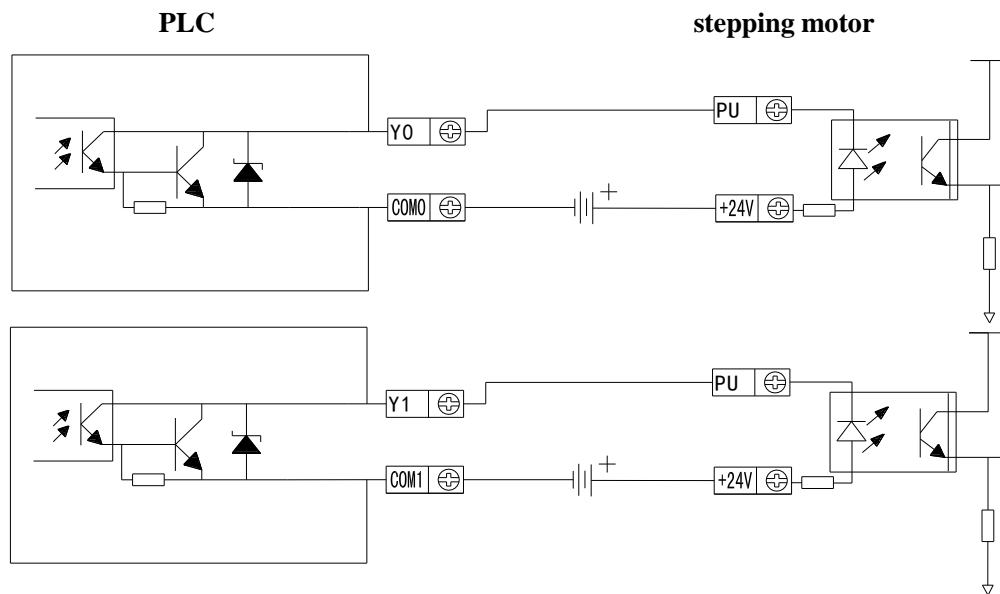 PLC stepping motor
Y0 PU
COM0 + +24V
Y1 PU
COM1 + +24V